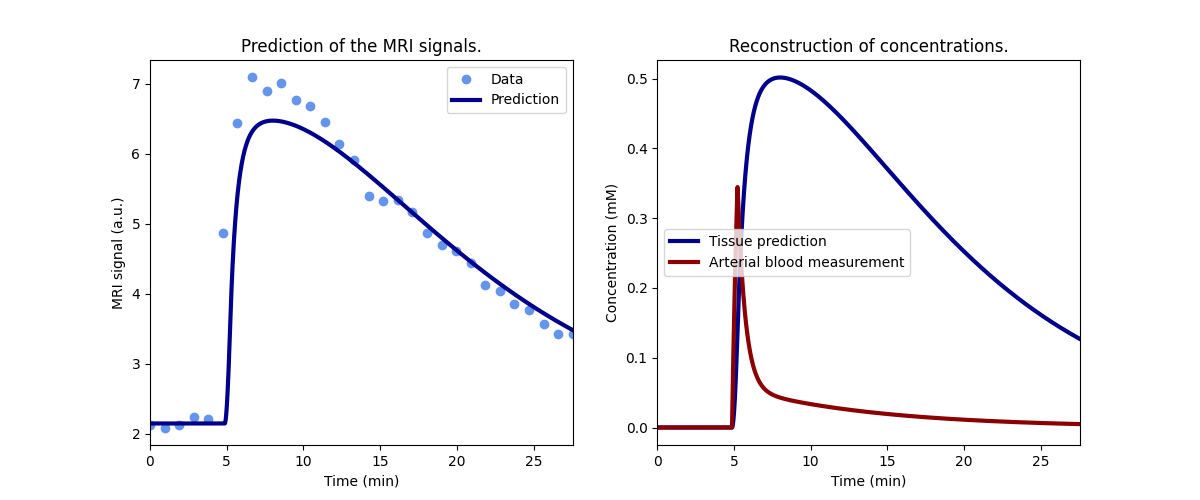 Prediction of the MRI signals.
7
6
5
4
3
2
MRI signal (a.u.)
Data
Prediction
0
5
10
15
20
25
Time (min)
Reconstruction of concentrations.
0.5
0.4
0.3
0.2
0.1
0.0
Concentration (mM)
Tissue prediction
Arterial blood measurement
0
5
10
15
20
25
Time (min)